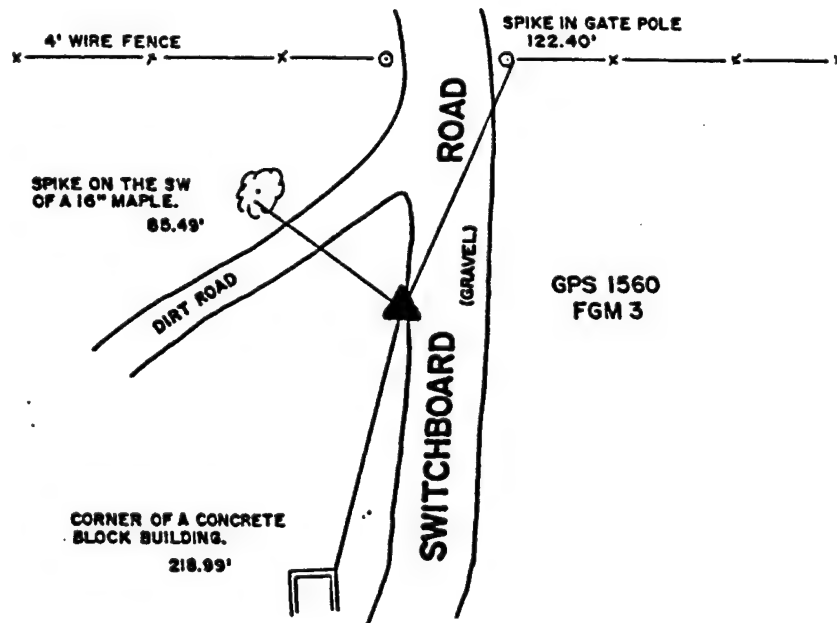 SPIKE IN GATE POLE
122.40'
4' WIRE FENCE
ROAD
SPIKE ON THE SW
OF A 16" MAPLE.
85.49'
(GRAVEL)
DIRT ROAD
GPS 1560
FGM 3
SWITCHBOARD
CORNER OF A CONCRETE
BLOCK BUILDING.
218.99'